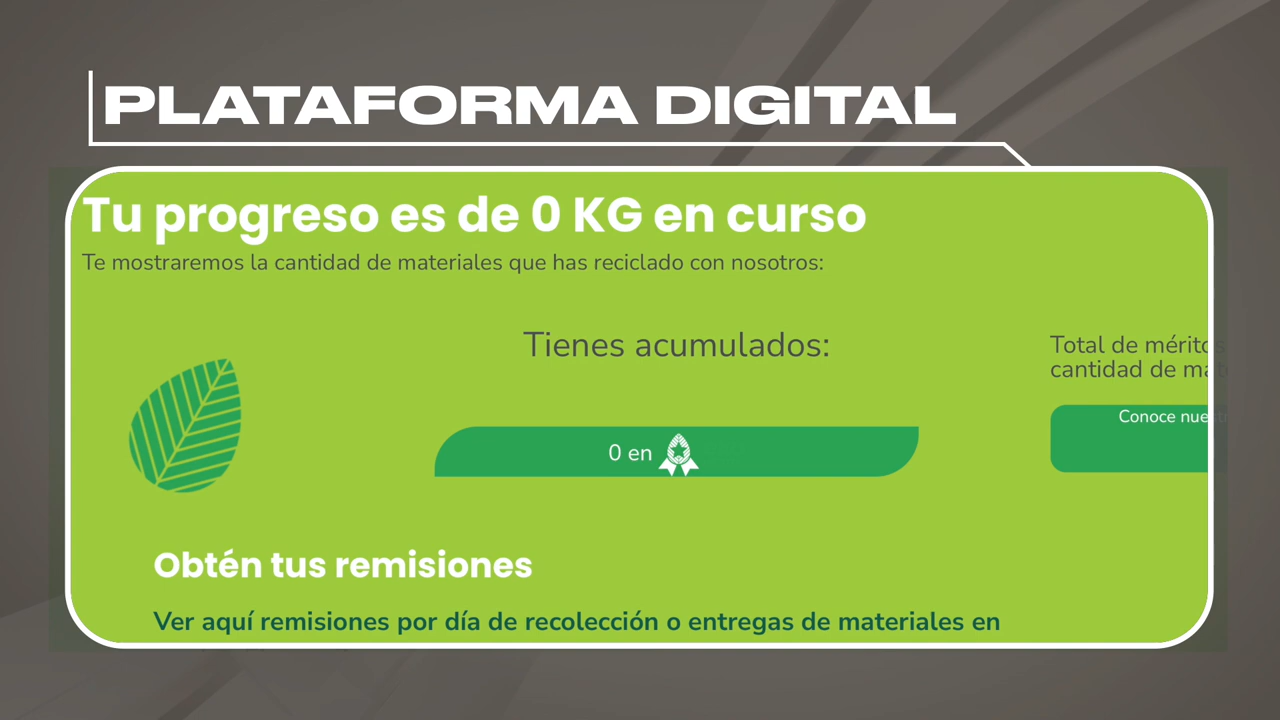 PLATAFORMA DIGITAL
Tu progreso es de 0 KG en curso
Te mostraremos la cantidad de materiales que has reciclado con nosotros:
Tienes acumulados:
Total de méritos
cantidad de
Conoce
0 en
Obtén tus remisiones
Ver aquí remisiones por día de recolección o entregas de materiales en